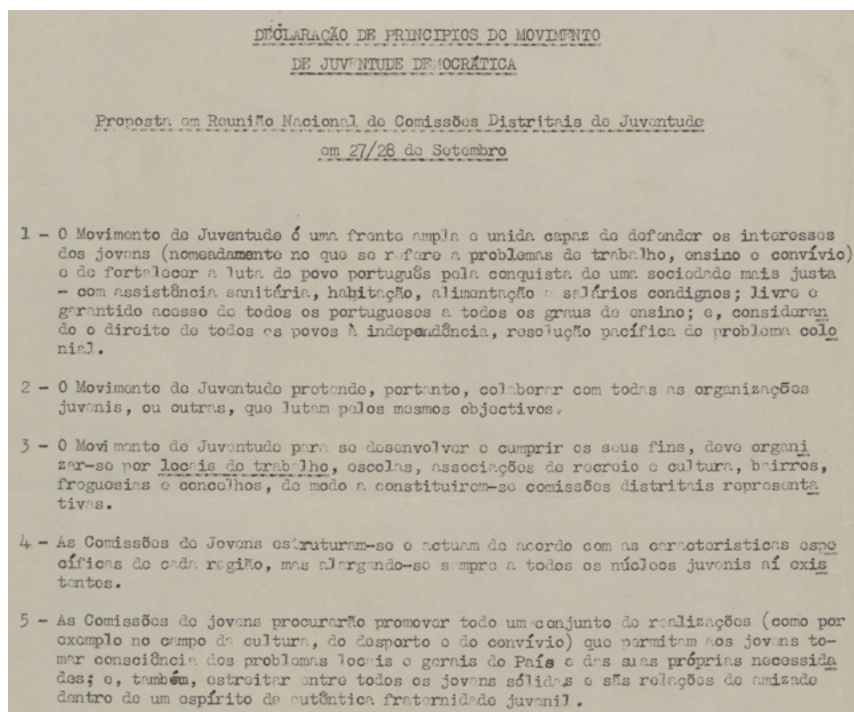 DECLARAÇÃO DE PRINCIPIOS DO MOVIMENTO
DE JUVENTUDE DEMOCRÁTICA
Proposta em Reunião Nacional de Comissões Distritais de Juventude
em 27/28 de Setembro
1 - O Movimento de Juventude é uma frente ampla e unida capaz de defender os interesses
dos jovens (nomeadamente no que se refere a problemas de trabalho, ensino e convívio)
e de fortalecer a luta do povo português pela conquista de uma sociedade mais justa
- com assistência sanitária, habitação, alimentação e salários condignos; livre e
garantido acesso de todos os portugueses a todos os graus de ensino; e, consideran
do o direito de todos os povos à independência, resolução pacífica do problema colo
nial.
2 - O Movimento de Juventude pretende, portanto, colaborar com todas as organizações
juvenis, ou outras, que lutam pelos mesmos objectivos.
3 - O Movimento de Juventude para se desenvolver e cumprir os seus fins, deve organi
zar-se por locais de trabalho, escolas, associações de recreio e cultura, bairros,
freguesias e concelhos, de modo a constituirem-se comissões distritais representa
tivas.
4 - As Comissões de Jovens estruturam-se e actuam de acordo com as caracteristicas espe
cíficas de cada região, mas alargando-se sempre a todos os núcleos juvenis aí exis
tentes.
5 - As Comissões de jovens procurarão promover todo um conjunto de realizações (como por
exemplo no campo da cultura, do desporto e do convívio) que permitam aos jovens to-
mar consciência dos problemas locais e gerais do País e das suas próprias necessida
des; e, também, estreitar entre todos os jovens sólidas e sãs relações de amizade
dentro de um espírito de autêntica fraternidade juvenil.